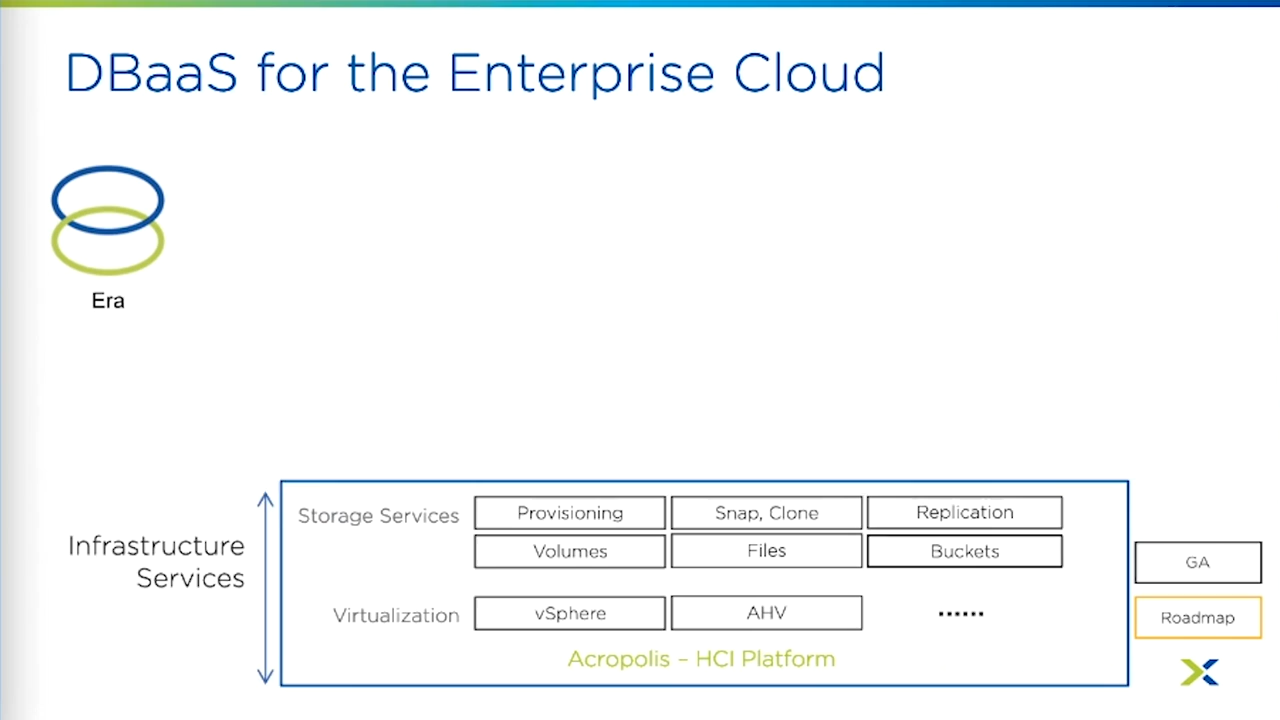 DBaaS for the Enterprise Cloud
Era
Infrastructure
Services
Storage Services
Provisioning
Snap, Clone
Replication
Volumes
Files
Buckets
Virtualization
vSphere
AHV
......
Acropolis – HCI Platform
GA
Roadmap